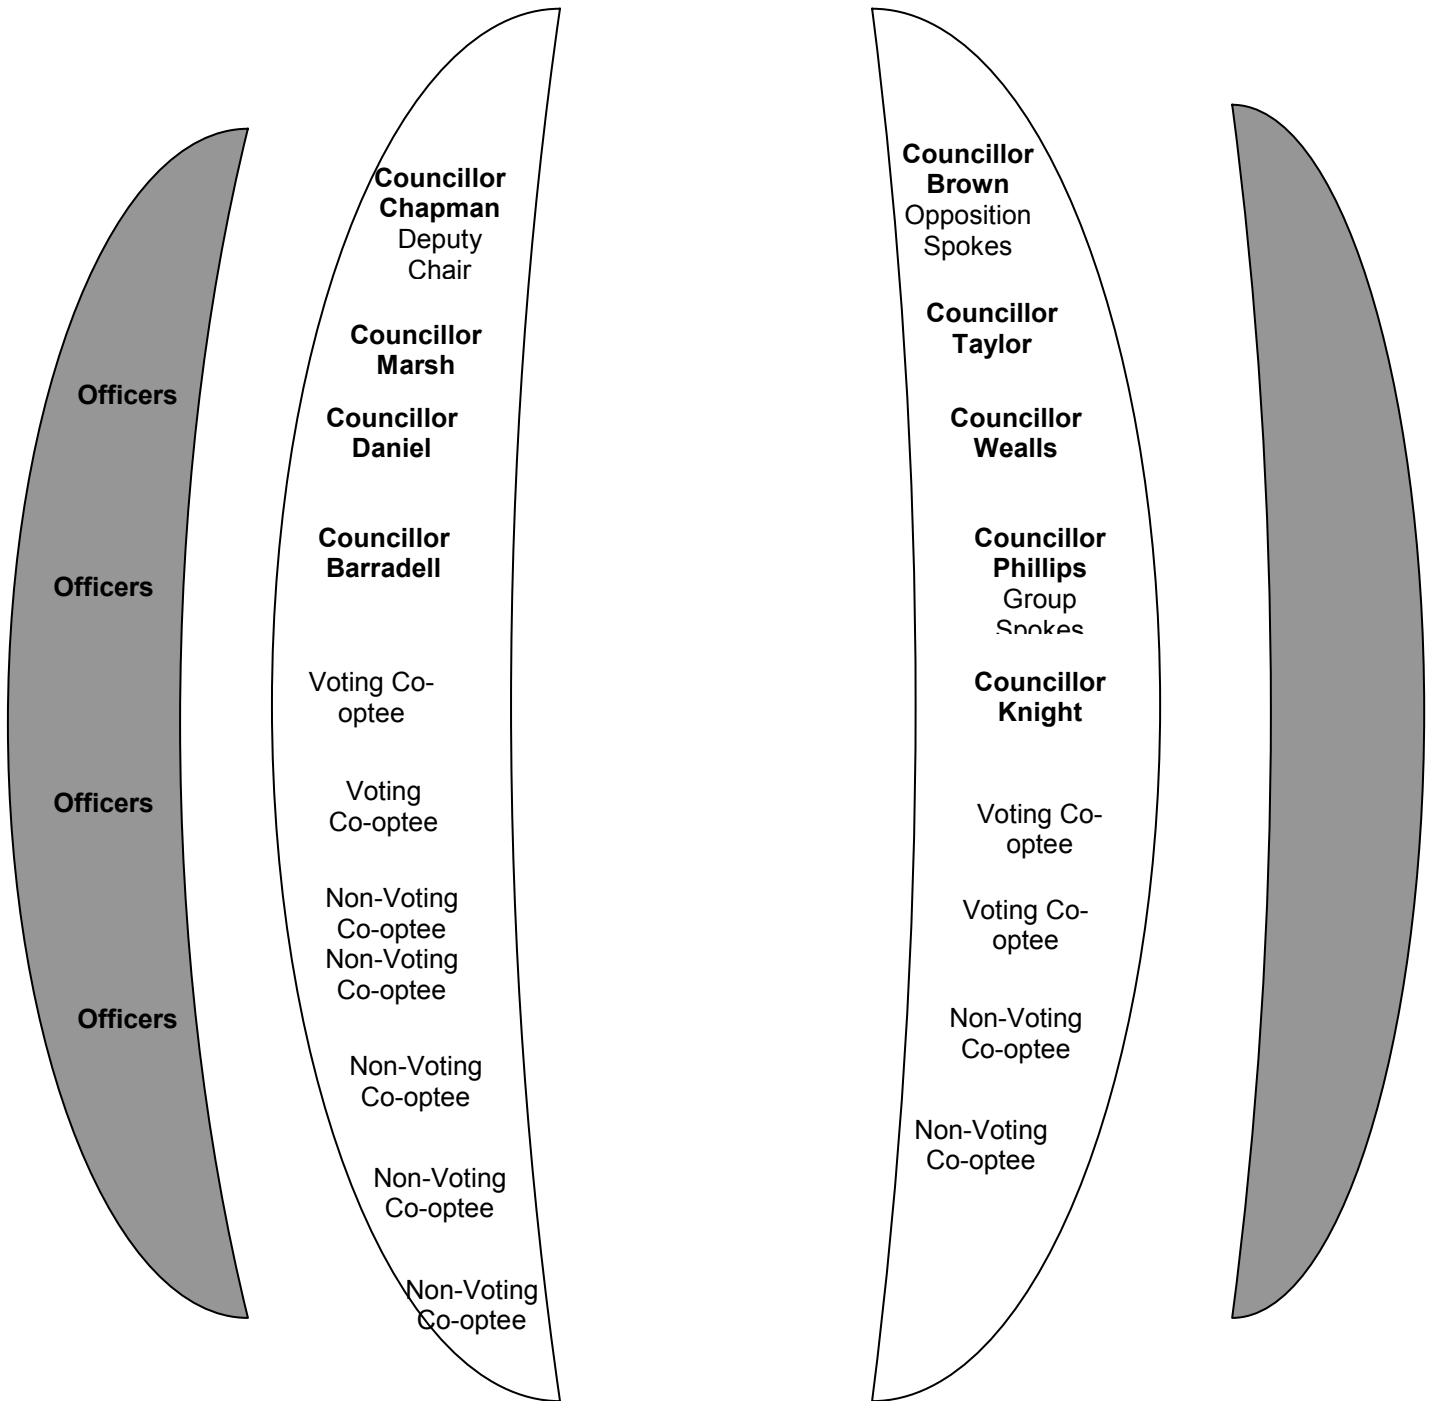 Officers
Officers
Officers
Officers
Councillor
Chapman
Deputy
Chair
Councillor
Marsh
Councillor
Daniel
Councillor
Barradell
Voting Co-
optee
Voting
Co-optee
Non-Voting
Co-optee
Non-Voting
Co-optee
Non-Voting
Co-optee
Non-Voting
Co-optee
Non-Voting
Co-optee
Councillor
Brown
Opposition
Spokes
Councillor
Taylor
Councillor
Wealls
Councillor
Phillips
Group
Spokes
Councillor
Knight
Voting Co-
optee
Voting Co-
optee
Non-Voting
Co-optee
Non-Voting
Co-optee